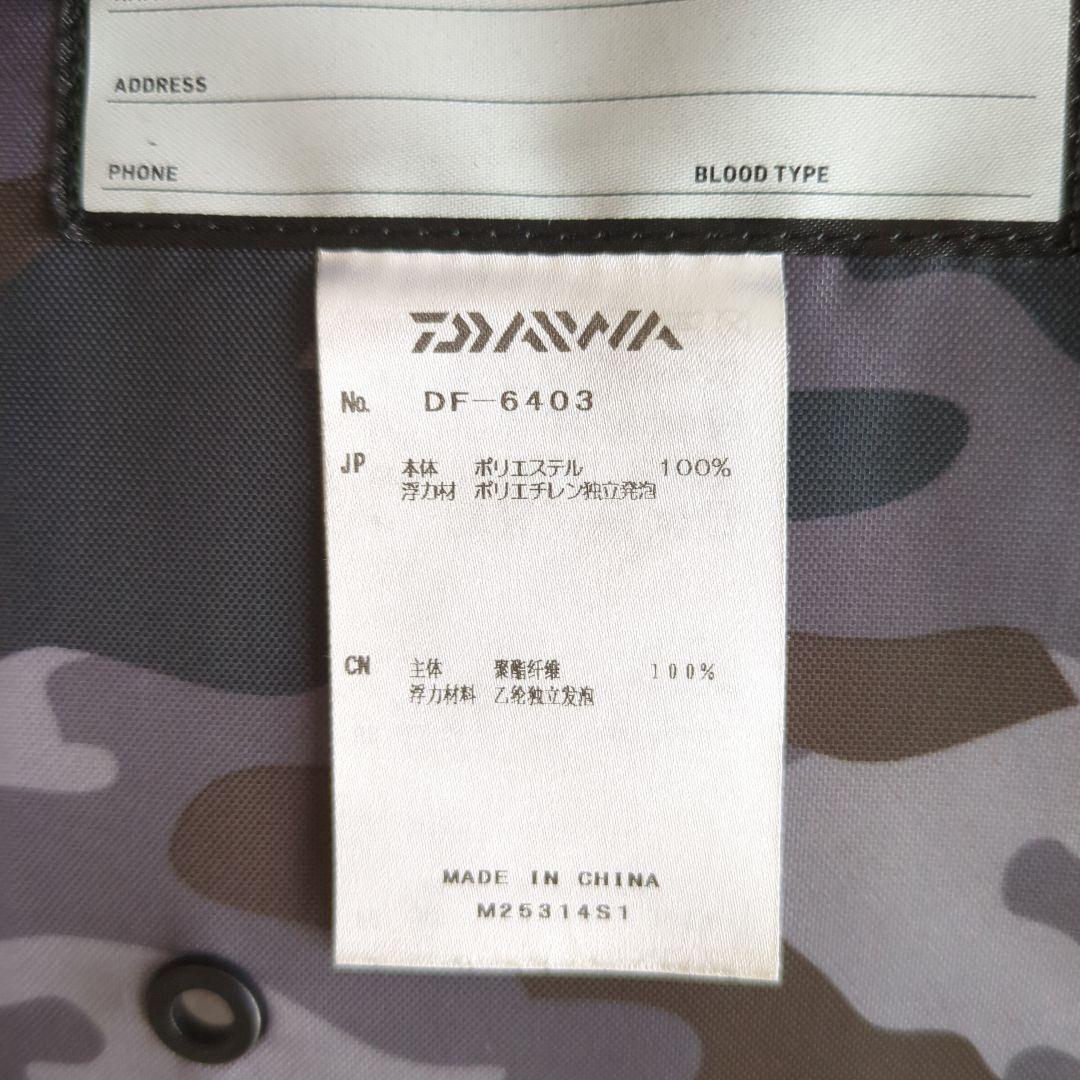 ADDRESS
PHONE BLOOD TYPE
DAIWA
No. DF-6403
JP 本体 ポリエステル 100%
浮力材 ポリエチレン独立発泡
CN 主体 聚酯纤维 100%
浮力材料 乙纶独立发泡
MADE IN CHINA
M25314S1